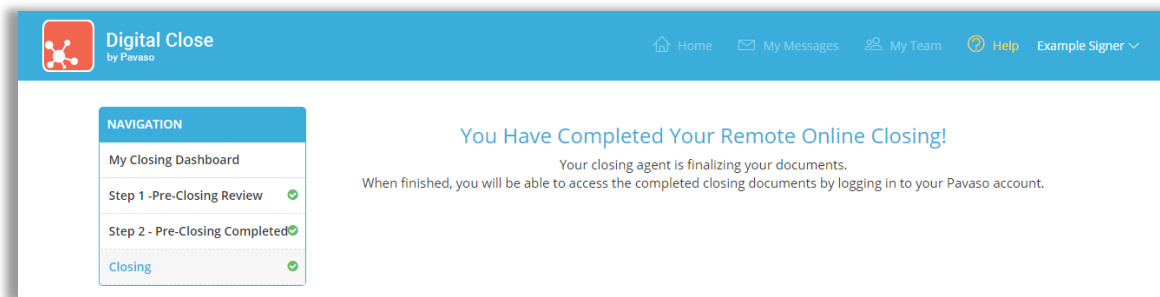 Digital Close
by Pavaso
Home My Messages My Team Help Example Signer
NAVIGATION
My Closing Dashboard
Step 1 -Pre-Closing Review
Step 2 - Pre-Closing Completed
Closing
You Have Completed Your Remote Online Closing!
Your closing agent is finalizing your documents.
When finished, you will be able to access the completed closing documents by logging in to your Pavaso account.